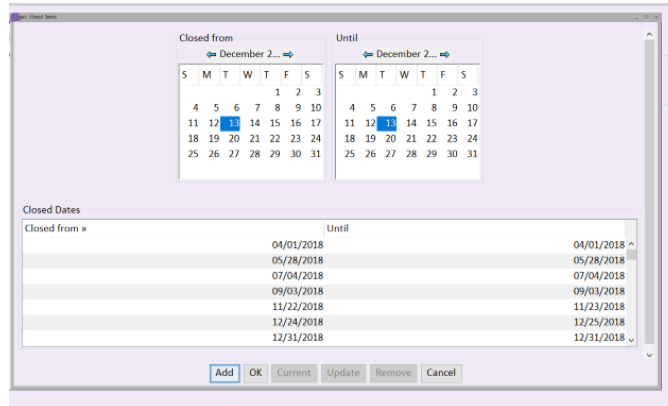 Closed Dates
Closed from Until
December 2... December 2...
S M T W T F S S M T W T F S
1 2 3 1 2 3
4 5 6 7 8 9 10 4 5 6 7 8 9 10
11 12 13 14 15 16 17 11 12 13 14 15 16 17
18 19 20 21 22 23 24 18 19 20 21 22 23 24
25 26 27 28 29 30 31 25 26 27 28 29 30 31
Closed Dates
Closed from » Until
04/01/2018 04/01/2018
05/28/2018 05/28/2018
07/04/2018 07/04/2018
09/03/2018 09/03/2018
11/22/2018 11/23/2018
12/24/2018 12/25/2018
12/31/2018 12/31/2018
Add OK Current Update Remove Cancel